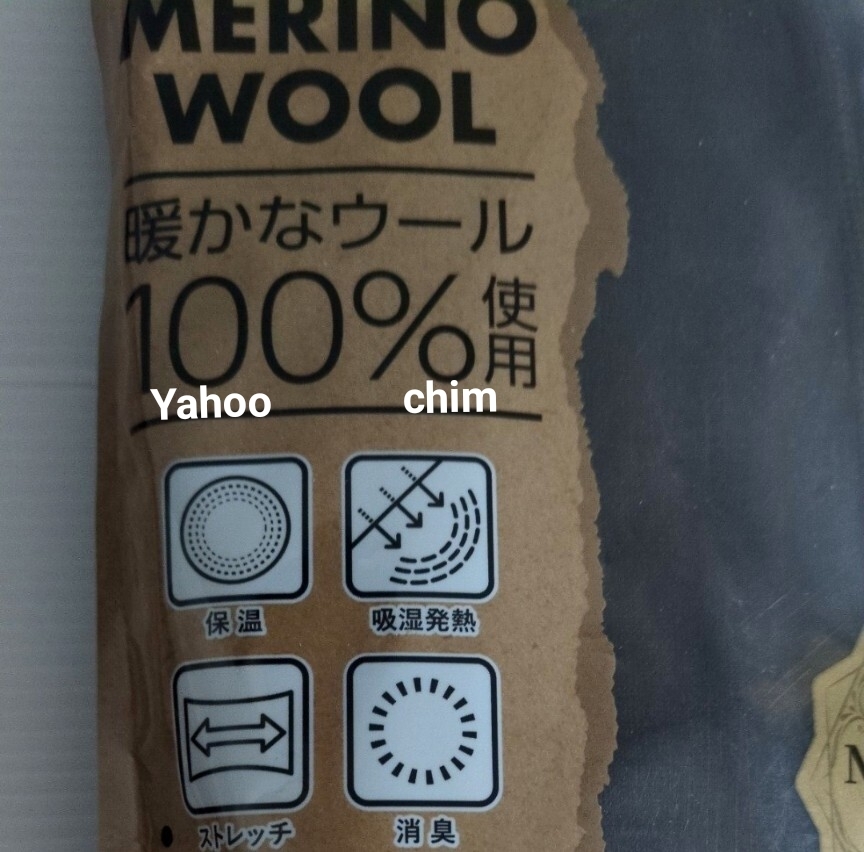 MERINO
WOOL
暖かなウール
100%使用
Yahoo chim
保温 吸湿発熱
ストレッチ 消臭
M